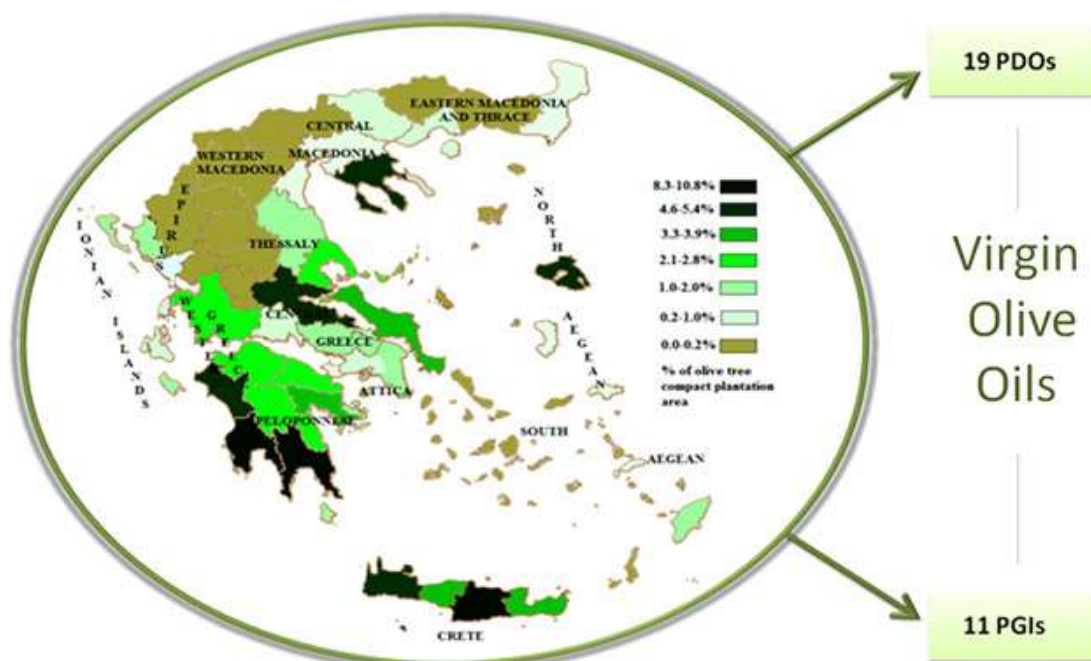 19 PDOs
EASTERN MACEDONIA
AND THRACE
CENTRAL
MACEDONIA
WESTERN
MACEDONIA
EPIRUS
IONIAN ISLANDS
THESSALY
NORTH
AEGEAN
8.3-10.8%
4.6-5.4%
3.3-3.9%
2.1-2.8%
1.0-2.0%
0.2-1.0%
0.0-0.2%
% of olive tree
compact plantation
area
Virgin
Olive
Oils
GREECE
ATTICA
PELOPONNESE
SOUTH
AEGEAN
CRETE
11 PGIs